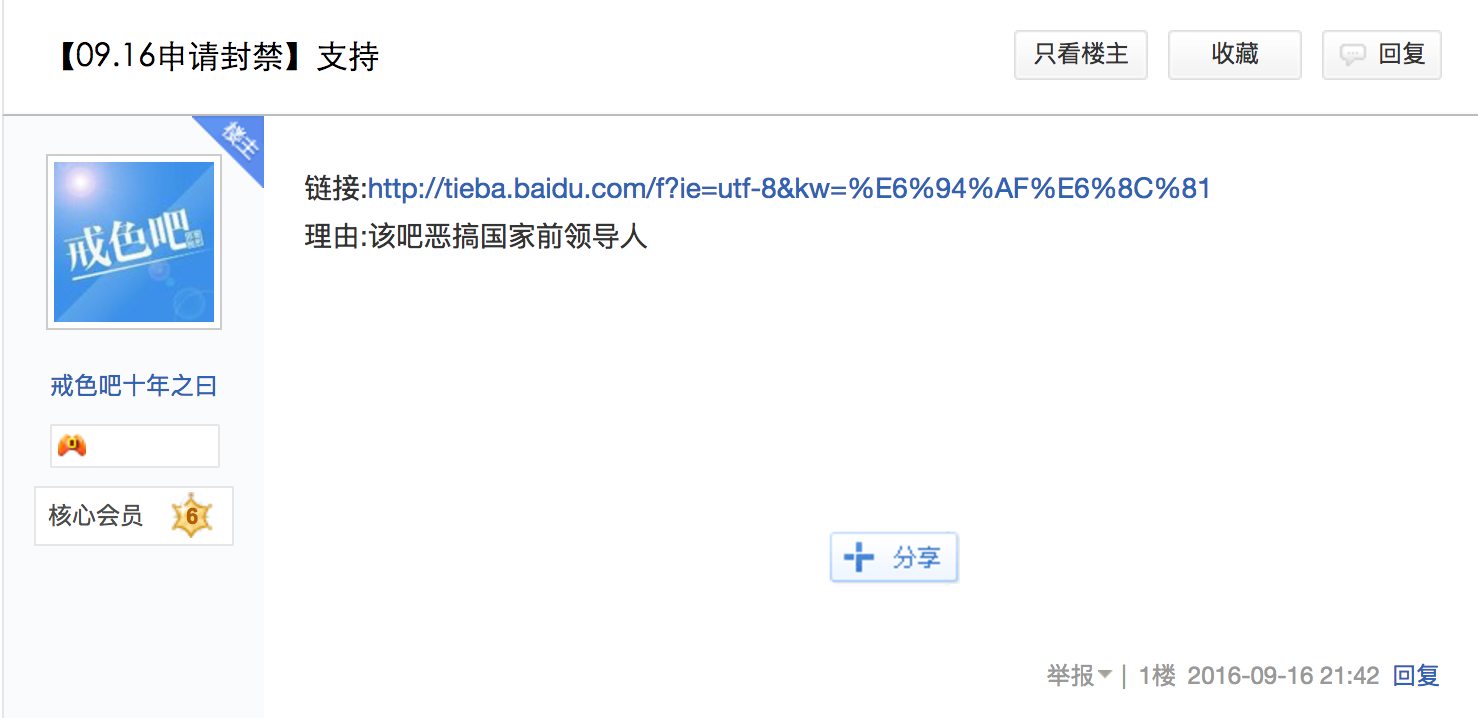 【09.16申请封禁】支持
只看楼主
收藏
回复
楼主
戒色吧
链接:http://tieba.baidu.com/f?ie=utf-8&kw=%E6%94%AF%E6%8C%81
理由:该吧恶搞国家前领导人
戒色吧十年之曰
核心会员 6
分享
举报 | 1楼 2016-09-16 21:42 回复